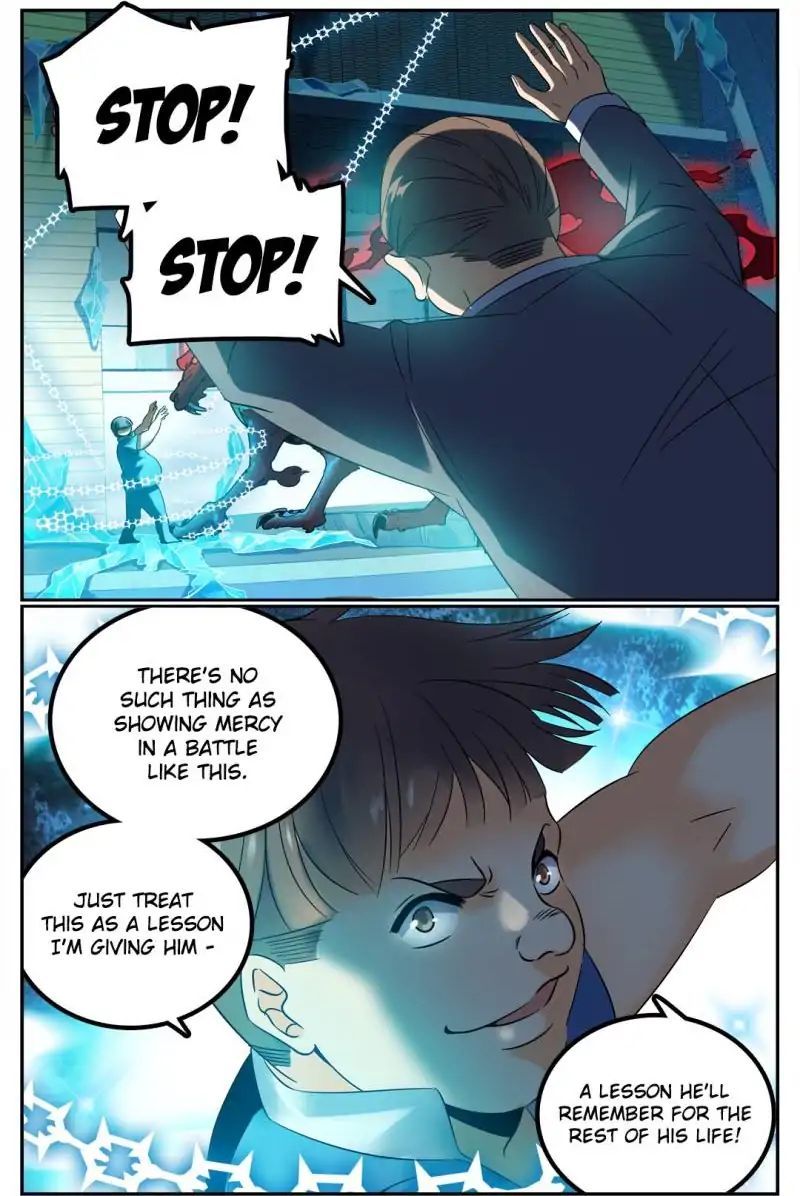 STOP!
STOP!
THERE'S NO
SUCH THING AS
SHOWING MERCY
IN A BATTLE
LIKE THIS.
JUST TREAT
THIS AS A LESSON
I'M GIVING HIM -
A LESSON HE'LL
REMEMBER FOR THE
REST OF HIS LIFE!